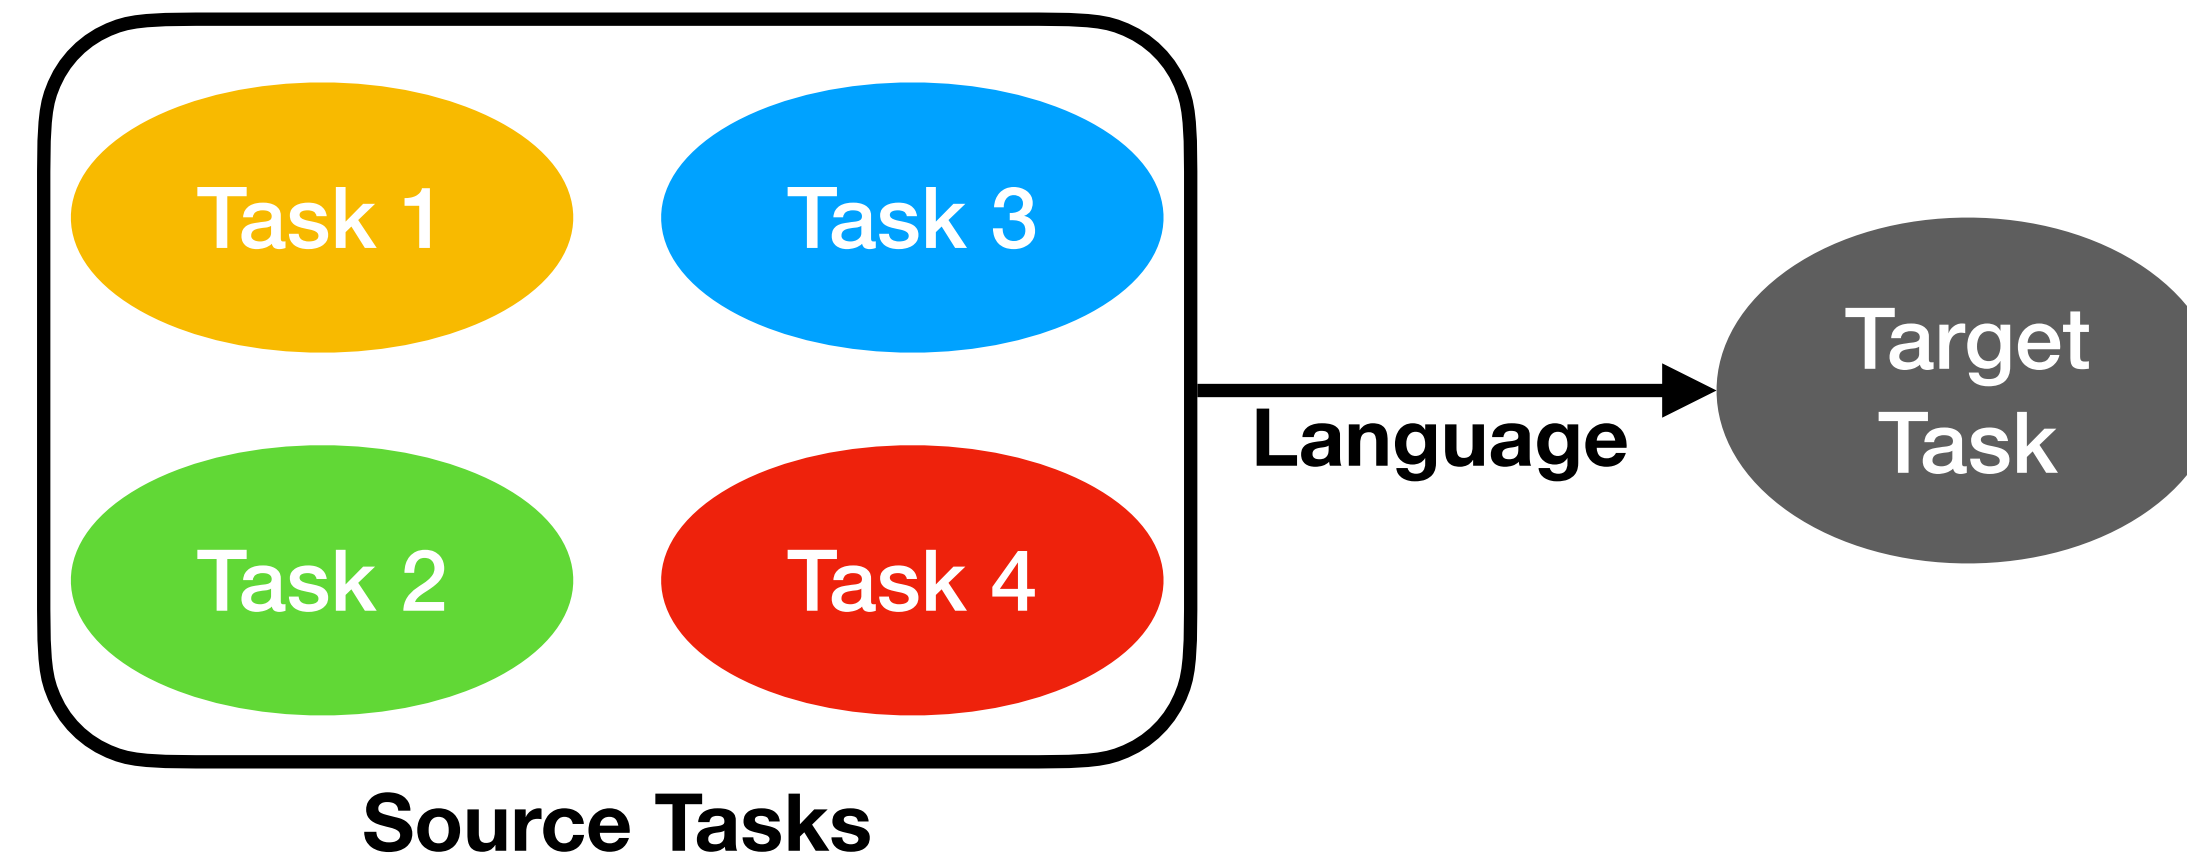 Task 1
Task 3
Task 2
Task 4
Source Tasks
Language
Target
Task